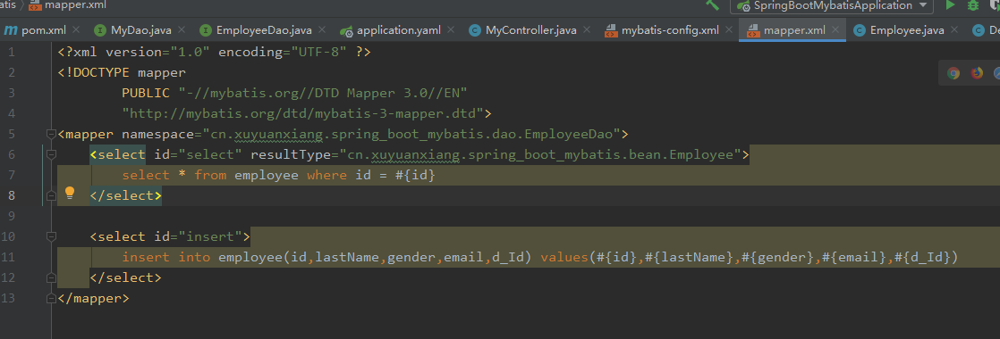 atis
mapper.xml
SpringBootMybatisApplication
pom.xml
MyDao.java
EmployeeDao.java
application.yaml
MyController.java
mybatis-config.xml
mapper.xml
Employee.java
De
1 <?xml version="1.0" encoding="UTF-8" ?>
2 <!DOCTYPE mapper
3 PUBLIC "-//mybatis.org//DTD Mapper 3.0//EN"
4 "http://mybatis.org/dtd/mybatis-3-mapper.dtd">
5 <mapper namespace="cn.xuyuanxiang.spring_boot_mybatis.dao.EmployeeDao">
6 <select id="select" resultType="cn.xuyuanxiang.spring_boot_mybatis.bean.Employee">
7 select * from employee where id = #{id}
8 </select>
9
10 <select id="insert">
11 insert into employee(id,lastName,gender,email,d_Id) values(#{id},#{lastName},#{gender},#{email},#{d_Id})
12 </select>
13 </mapper>